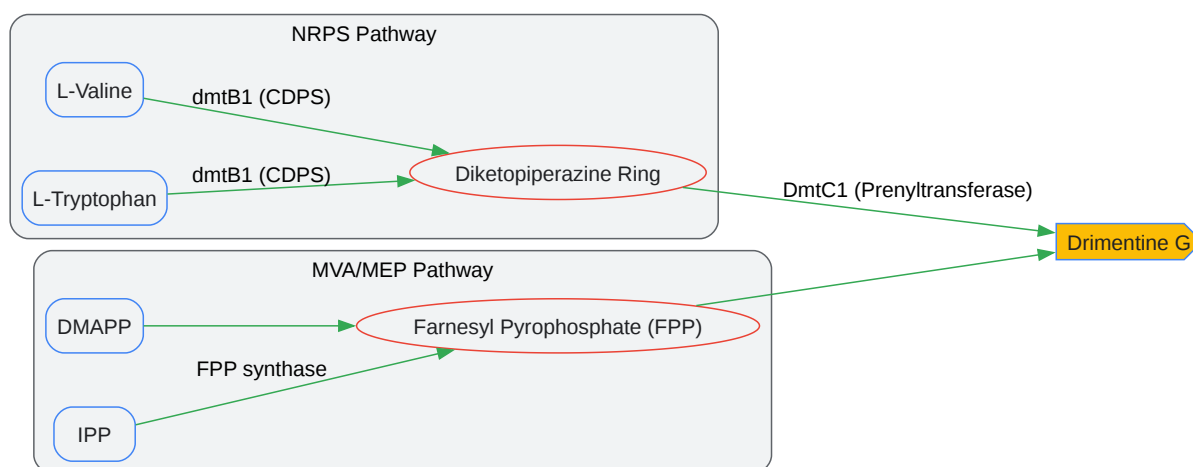 NRPS Pathway
L-Valine
dmtB1 (CDPS)
L-Tryptophan
dmtB1 (CDPS)
Diketopiperazine Ring
DmtC1 (Prenyltransferase)
Drimentine G
MVA/MEP Pathway
DMAPP
Farnesyl Pyrophosphate (FPP)
FPP synthase
IPP